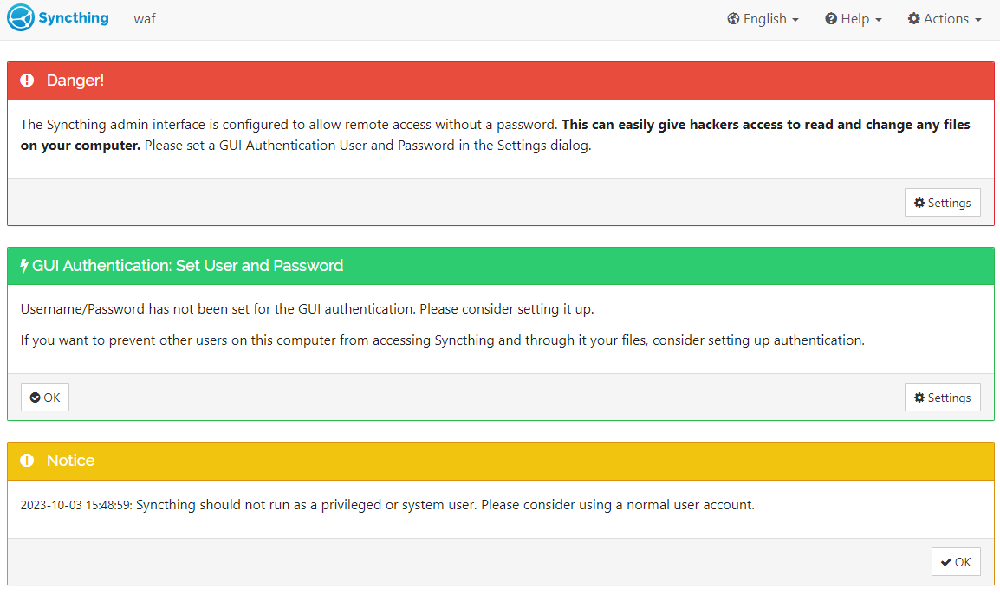 Syncthing waf English Help Actions
Danger!
The Syncthing admin interface is configured to allow remote access without a password. This can easily give hackers access to read and change any files
on your computer. Please set a GUI Authentication User and Password in the Settings dialog.
Settings
GUI Authentication: Set User and Password
Username/Password has not been set for the GUI authentication. Please consider setting it up.
If you want to prevent other users on this computer from accessing Syncthing and through it your files, consider setting up authentication.
OK Settings
Notice
2023-10-03 15:48:59: Syncthing should not run as a privileged or system user. Please consider using a normal user account.
OK